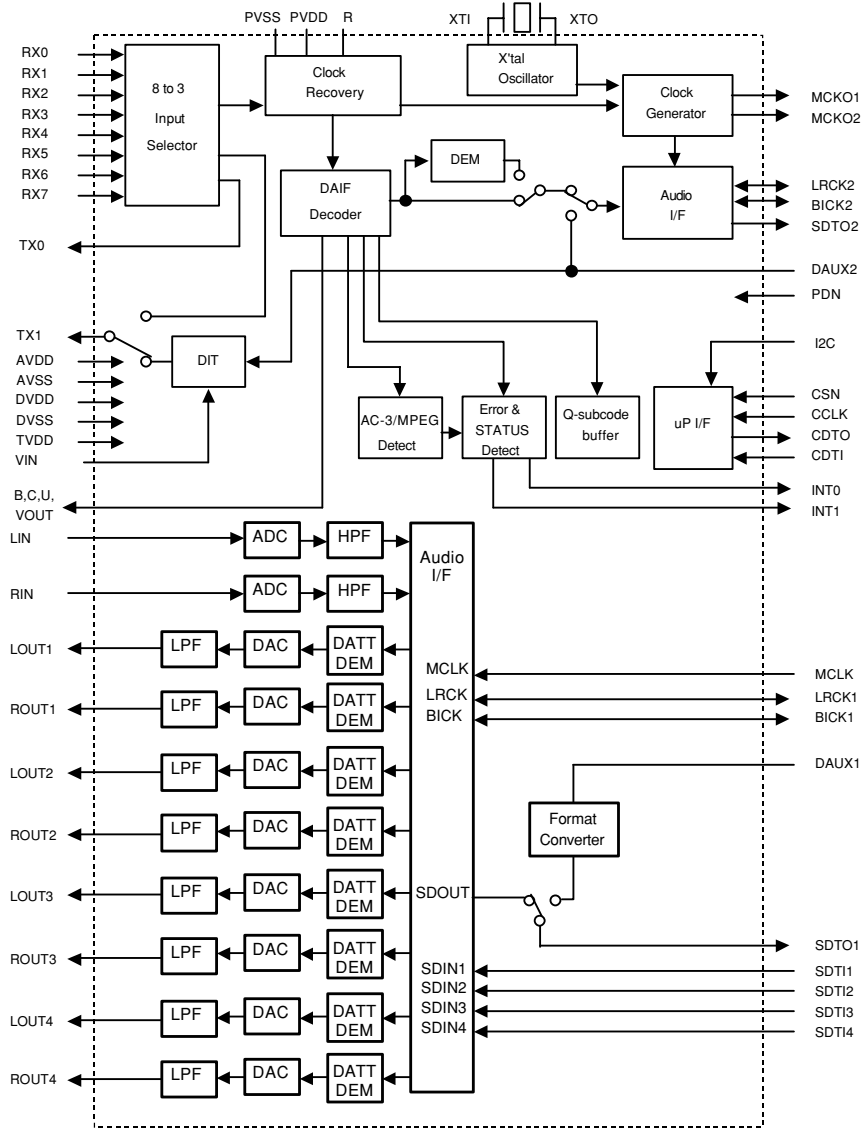 PVSS PVDD R XTI XTO
RX0
RX1
RX2
RX3
RX4
RX5
RX6
RX7
TX0
8 to 3
Input
Selector
Clock
Recovery
X'tal
Oscillator
Clock
Generator
MCKO1
MCKO2
DAIF
Decoder
DEM
Audio
I/F
LRCK2
BICK2
SDTO2
DAUX2
PDN
I2C
TX1
AVDD
AVSS
DVDD
DVSS
TVDD
VIN
DIT
B,C,U,
VOUT
AC-3/MPEG
Detect
Error &
STATUS
Detect
Q-subcode
buffer
uP I/F
CSN
CCLK
CDTO
CDTI
INT0
INT1
LIN
ADC HPF
RIN
ADC HPF
Audio
I/F
LOUT1
LPF DAC DATT
DEM
ROUT1
LPF DAC DATT
DEM
LOUT2
LPF DAC DATT
DEM
ROUT2
LPF DAC DATT
DEM
LOUT3
LPF DAC DATT
DEM
ROUT3
LPF DAC DATT
DEM
LOUT4
LPF DAC DATT
DEM
ROUT4
LPF DAC DATT
DEM
MCLK
LRCK
BICK
SDOUT
SDIN1
SDIN2
SDIN3
SDIN4
Format
Converter
MCLK
LRCK1
BICK1
DAUX1
SDTO1
SDTI1
SDTI2
SDTI3
SDTI4